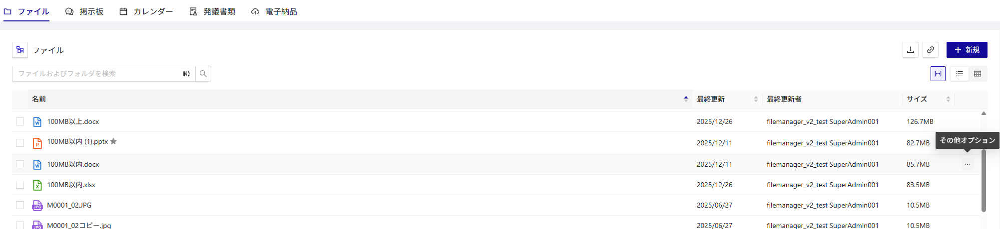 ファイル 掲示板 カレンダー 発議書類 電子納品
ファイル
新規
ファイルおよびフォルダを検索
名前 最終更新 最終更新者 サイズ
100MB以上.docx 2025/12/26 filemanager_v2_test SuperAdmin001 126.7MB
その他オプション
100MB以内 (1).pptx 2025/12/11 filemanager_v2_test SuperAdmin001 82.7MB
100MB以内.docx 2025/12/11 filemanager_v2_test SuperAdmin001 85.7MB
100MB以内.xlsx 2025/12/26 filemanager_v2_test SuperAdmin001 83.5MB
JPG M0001_02.JPG 2025/06/27 filemanager_v2_test SuperAdmin001 10.5MB
JPG M0001_02コピー.jpg 2025/06/27 filemanager_v2_test SuperAdmin001 10.5MB